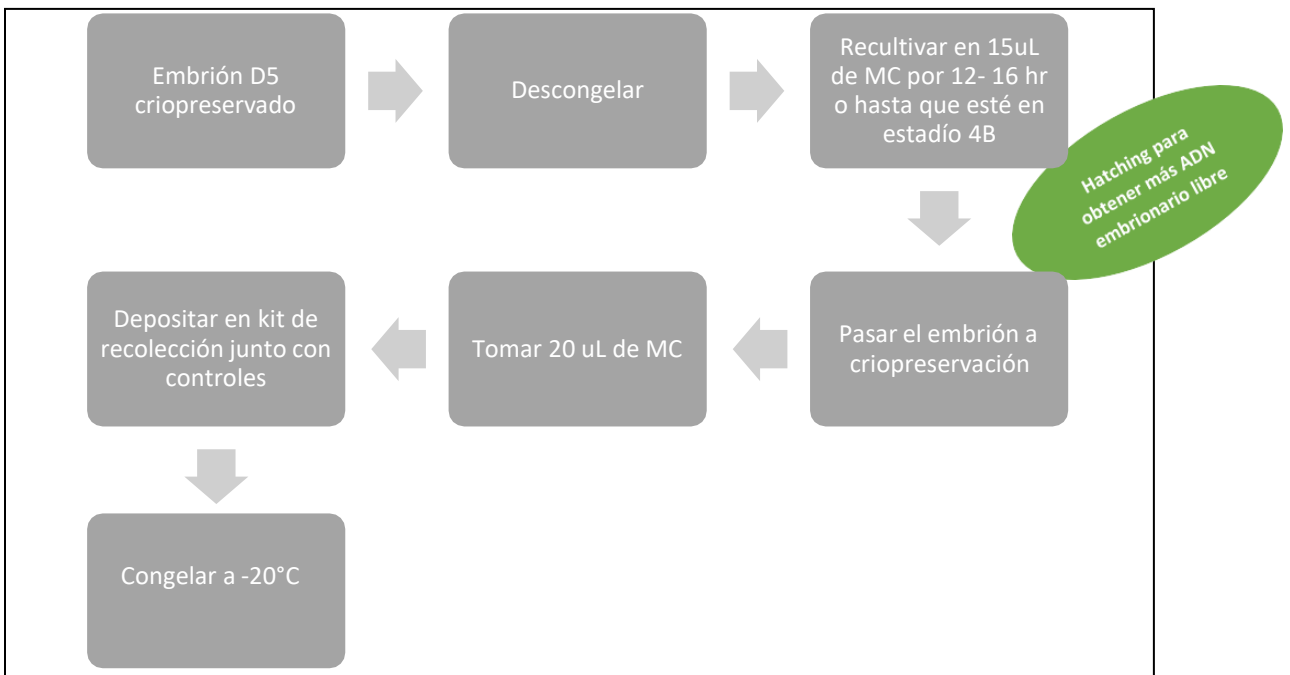 Embrión D5
criopreservado
Descongelar
Recultivar en 15uL
de MC por 12- 16 hr
o hasta que esté en
estadío 4B
Hatching para
obtener más ADN
embrionario libre
Pasar el embrión a
criopreservación
Tomar 20 uL de MC
Depositar en kit de
recolección junto con
controles
Congelar a -20°C